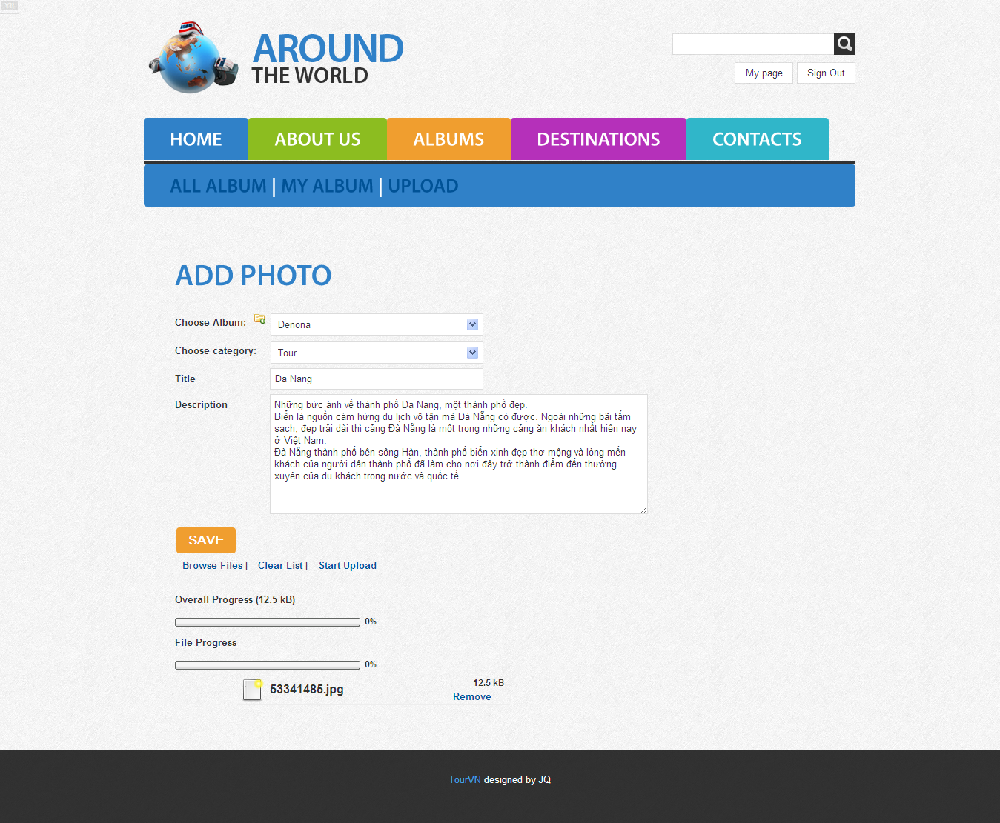 Yii
AROUND
THE WORLD
My page
Sign Out
HOME
ABOUT US
ALBUMS
DESTINATIONS
CONTACTS
ALL ALBUM | MY ALBUM | UPLOAD
ADD PHOTO
Choose Album:
Denona
Choose category:
Tour
Title
Da Nang
Description
Những bức ảnh về thành phố Da Nang, một thành phố đẹp.
Biển là nguồn cảm hứng du lịch vô tận mà Đà Nẵng có được. Ngoài những bãi tắm
sạch, đẹp trải dài thì cảng Đà Nẵng là một trong những cảng ăn khách nhất hiện nay
ở Việt Nam.
Đà Nẵng thành phố bên sông Hàn, thành phố biển xinh đẹp thơ mộng và lòng mến
khách của người dân thành phố đã làm cho nơi đây trở thành điểm đến thường
xuyên của du khách trong nước và quốc tế.
SAVE
Browse Files |
Clear List |
Start Upload
Overall Progress (12.5 kB)
0%
File Progress
0%
53341485.jpg
12.5 kB
Remove
TourVN designed by JQ